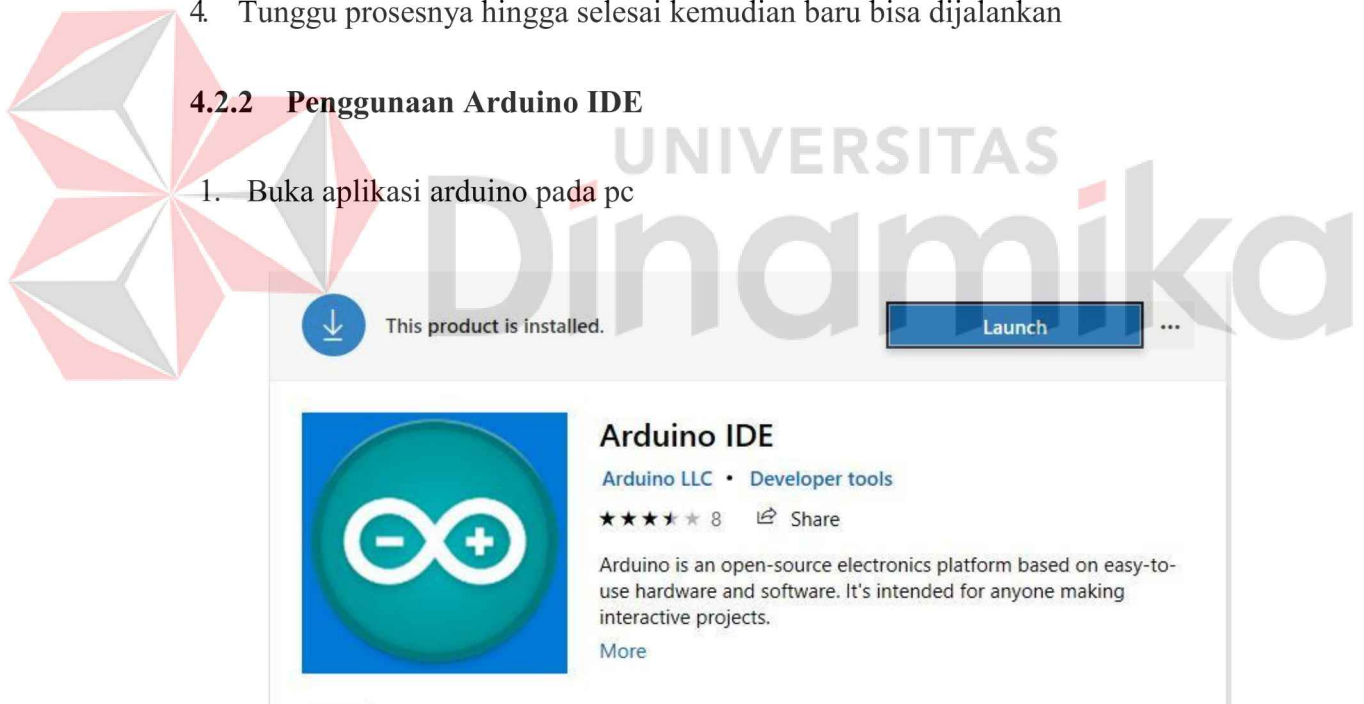 4. Tunggu prosesnya hingga selesai kemudian baru bisa dijalankan
4.2.2 Penggunaan Arduino IDE
UNIVERSITAS
Dinamika
1. Buka aplikasi arduino pada pc
This product is installed.
Launch
...
Arduino IDE
Arduino LLC • Developer tools
8 Share
Arduino is an open-source electronics platform based on easy-to-
use hardware and software. It's intended for anyone making
interactive projects.
More